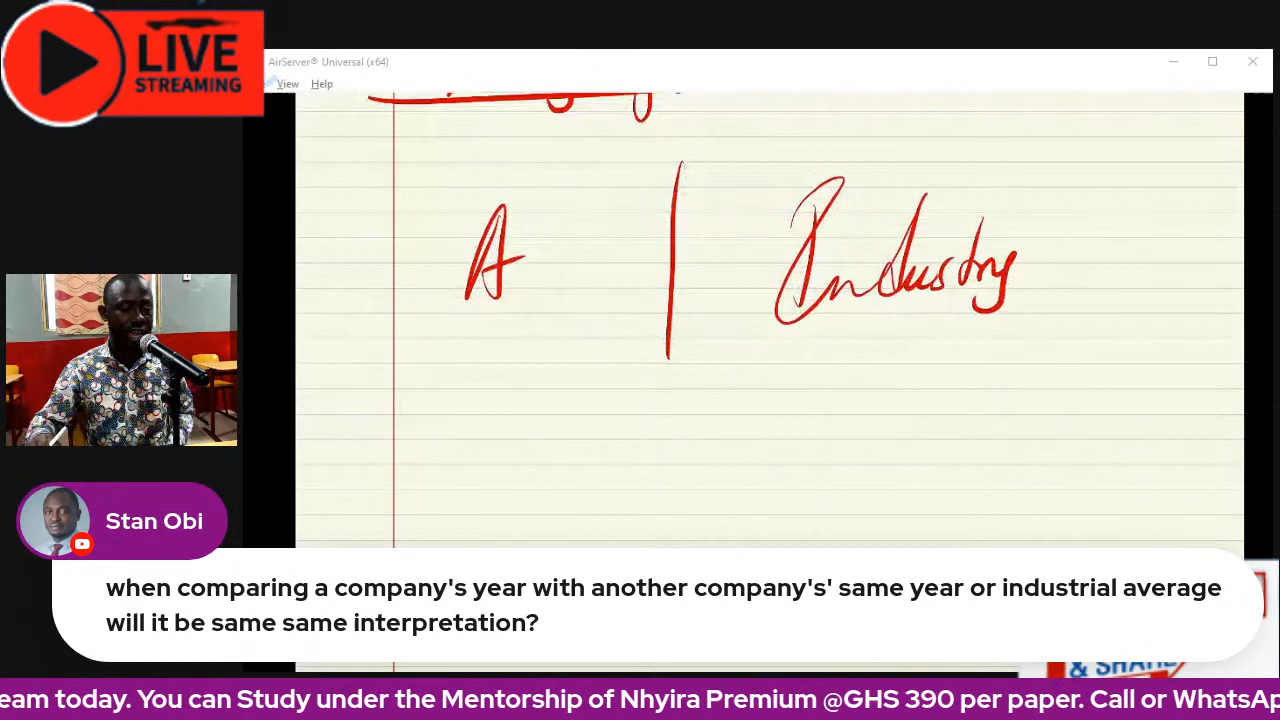 LIVE
STREAMING
AirServer® Universal (x64)
View
Help
A
Industry
Stan Obi
when comparing a company's year with another company's' same year or industrial average
will it be same same interpretation?
& SHARE
eam today. You can Study under the Mentorship of Nhyira Premium @GHS 390 per paper. Call or WhatsAp